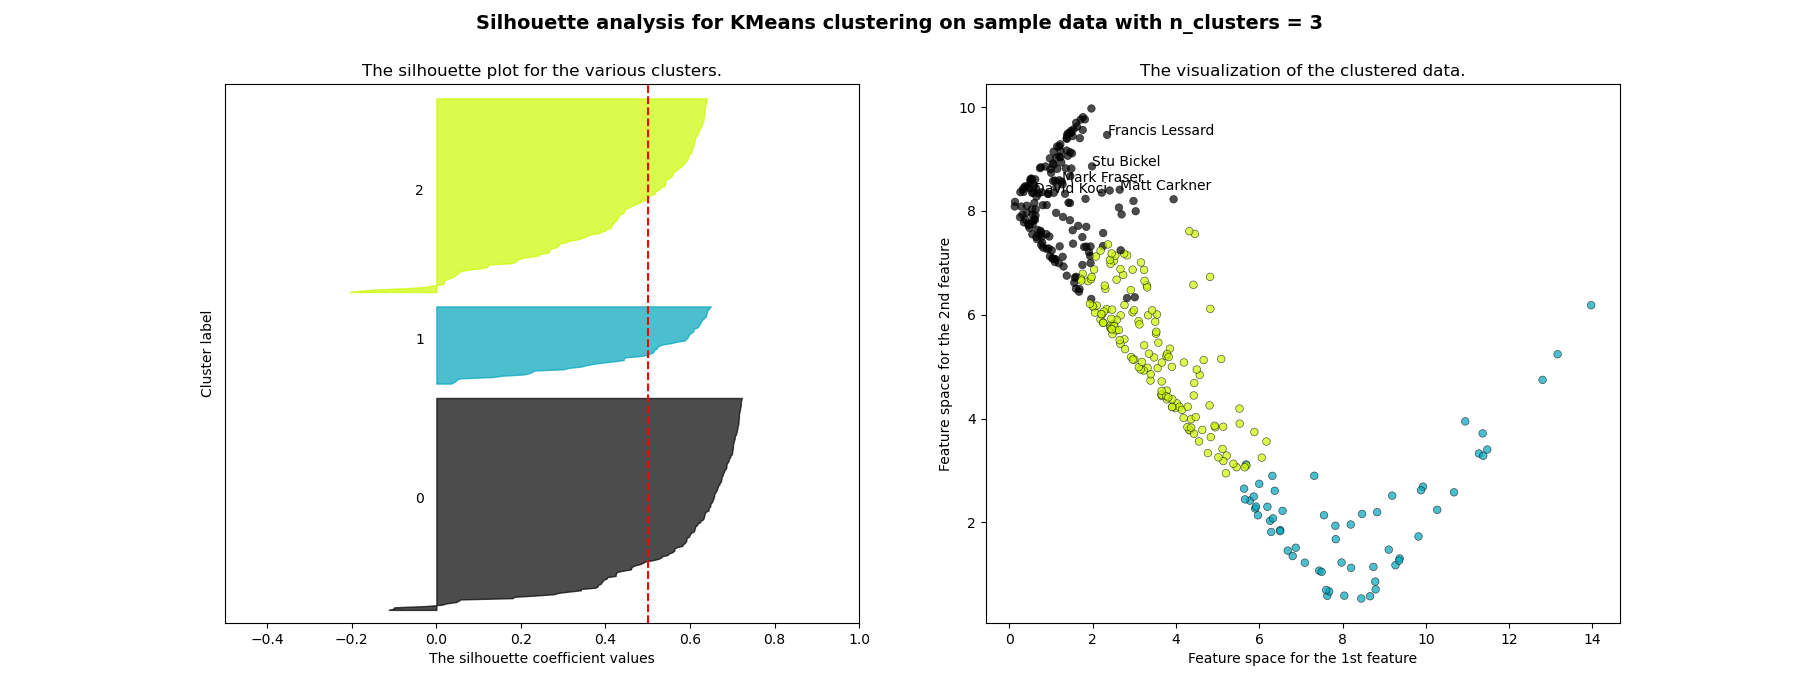 Silhouette analysis for KMeans clustering on sample data with n_clusters = 3
The silhouette plot for the various clusters.
2
1
0
Cluster label
−0.4 −0.2 0.0 0.2 0.4 0.6 0.8 1.0
The silhouette coefficient values
The visualization of the clustered data.
10
8
6
4
2
Feature space for the 2nd feature
Francis Lessard
Stu Bickel
Mark Fraser
David Koci
Matt Carkner
0 2 4 6 8 10 12 14
Feature space for the 1st feature